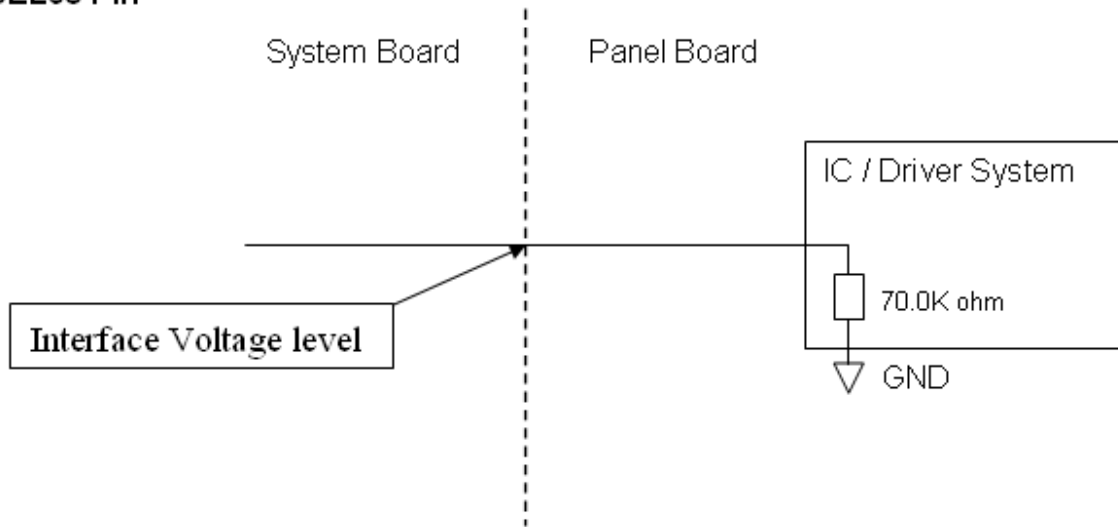 System Board
Panel Board
IC / Driver System
70.0K ohm
Interface Voltage level
GND